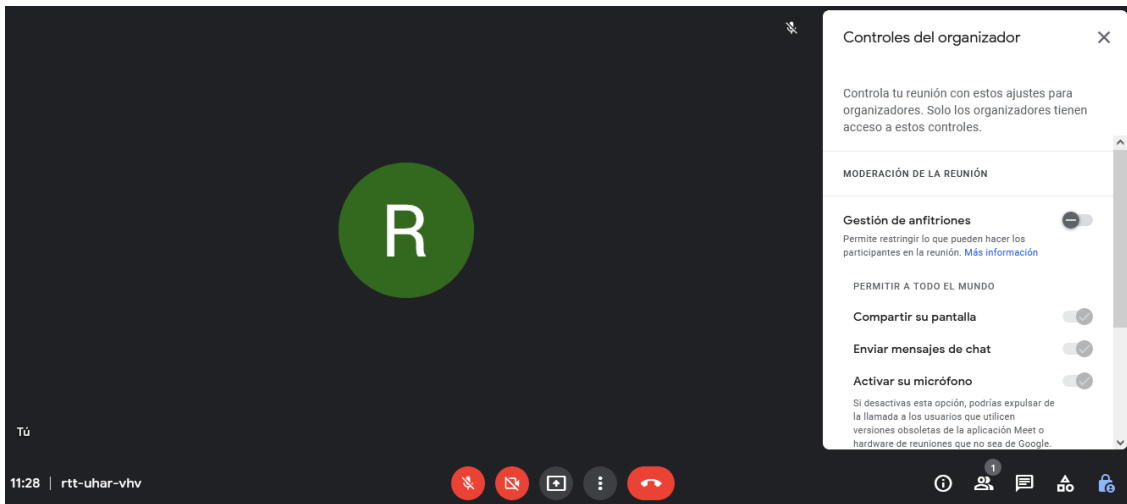 Controles del organizador
Controla tu reunión con estos ajustes para
organizadores. Solo los organizadores tienen
acceso a estos controles.
MODERACIÓN DE LA REUNIÓN
Gestión de anfitriones
Permite restringir lo que pueden hacer los
participantes en la reunión. Más información
PERMITIR A TODO EL MUNDO
Compartir su pantalla
Enviar mensajes de chat
Activar su micrófono
Si desactivas esta opción, podrías expulsar de
la llamada a los usuarios que utilicen
versiones obsoletas de la aplicación Meet o
hardware de reuniones que no sea de Google.
R
Tú
11:28 | rtt-uhar-vhv
1